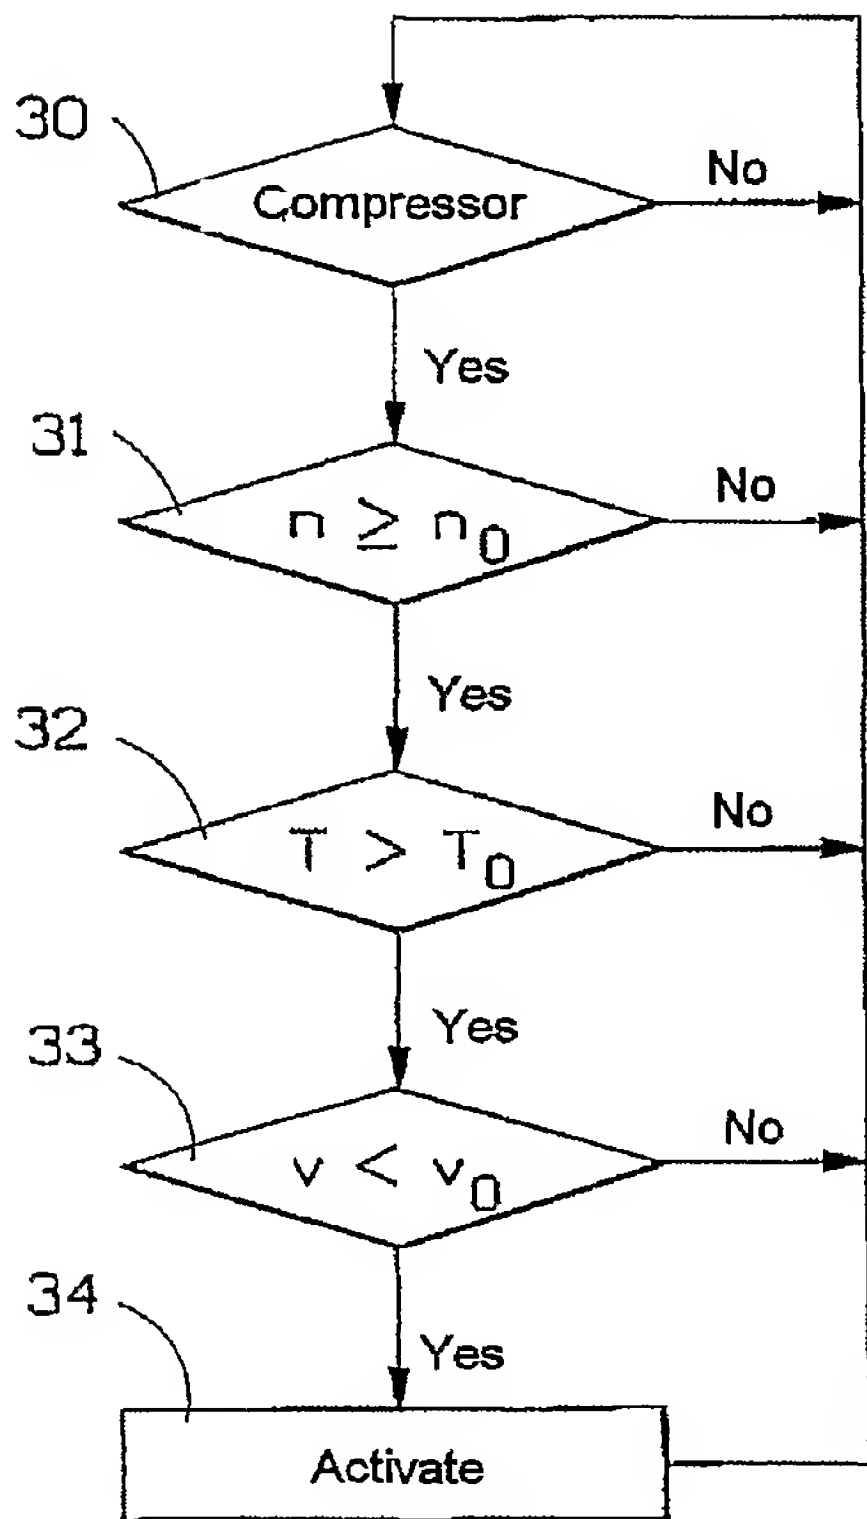 30
Compressor
No
Yes
31
n ≥ n₀
No
Yes
32
T > T₀
No
Yes
33
v < v₀
No
Yes
34
Activate